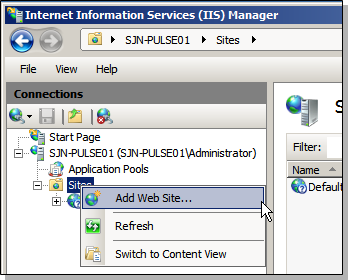 Internet Information Services (IIS) Manager
SJN-PULSE01 Sites
File View Help
Connections
Start Page
SJN-PULSE01 (SJN-PULSE01\Administrator)
Application Pools
Sites
Add Web Site...
Refresh
Switch to Content View
S
Filter:
Name
Default